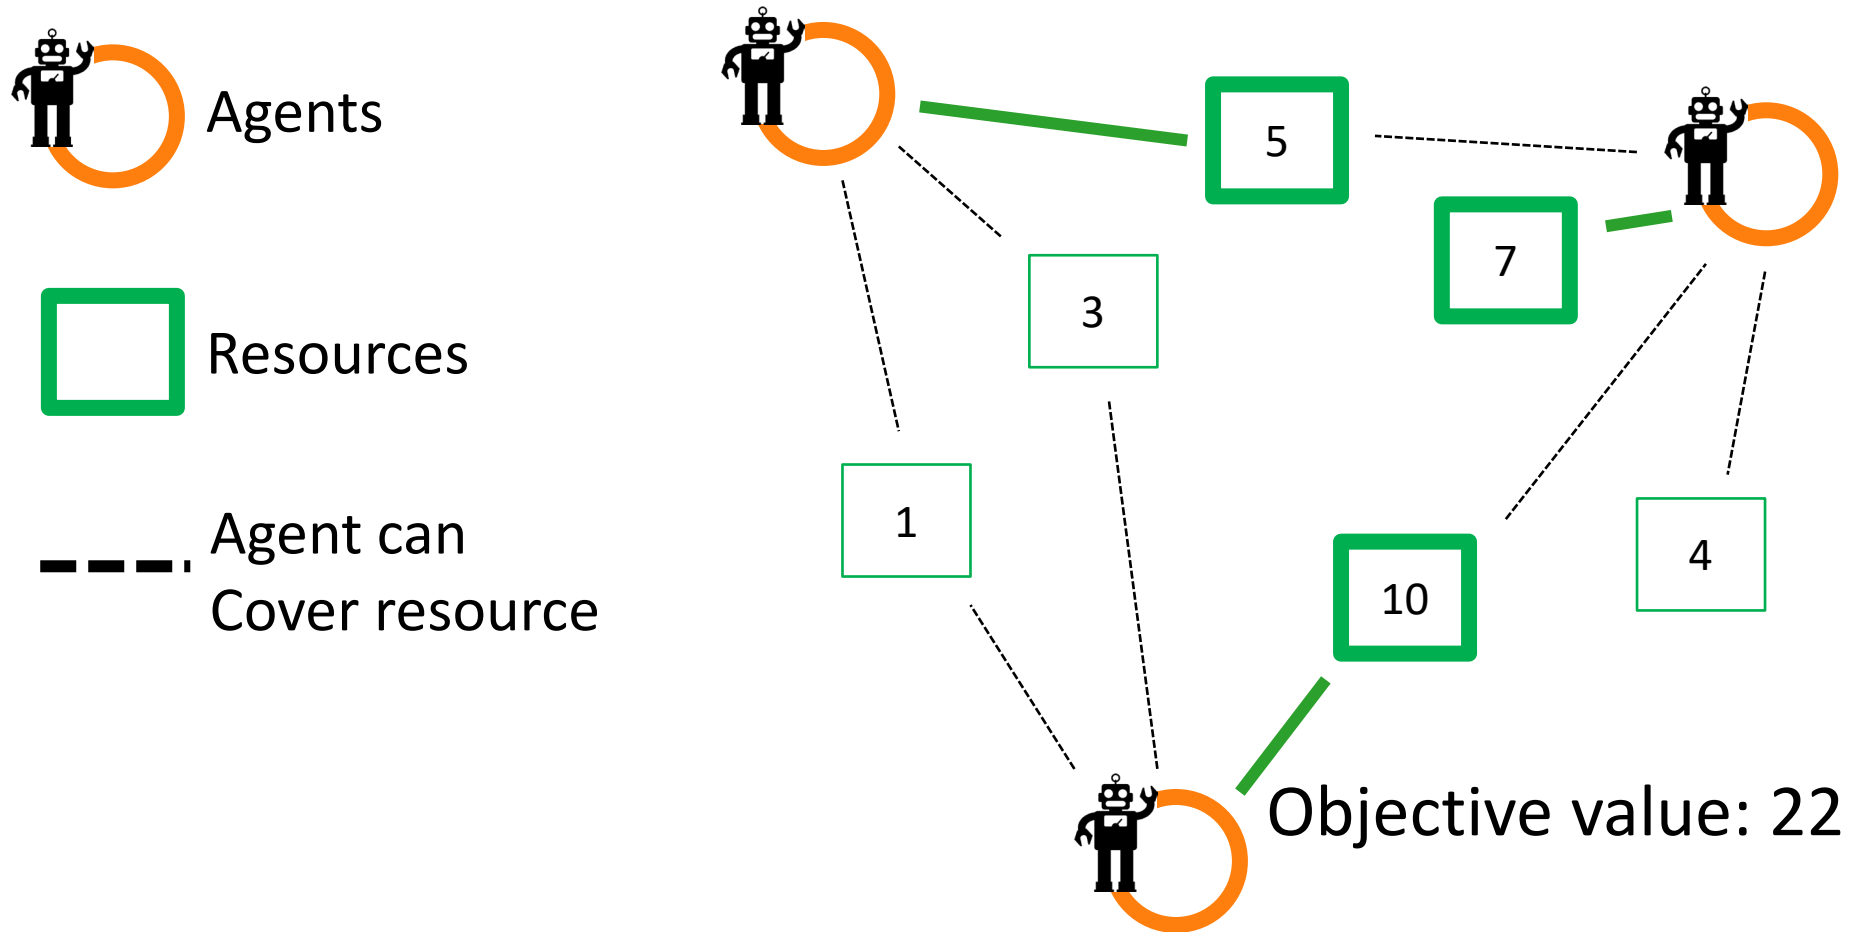 Agents
Resources
Agent can
Cover resource
5
7
3
1
10
4
Objective value: 22